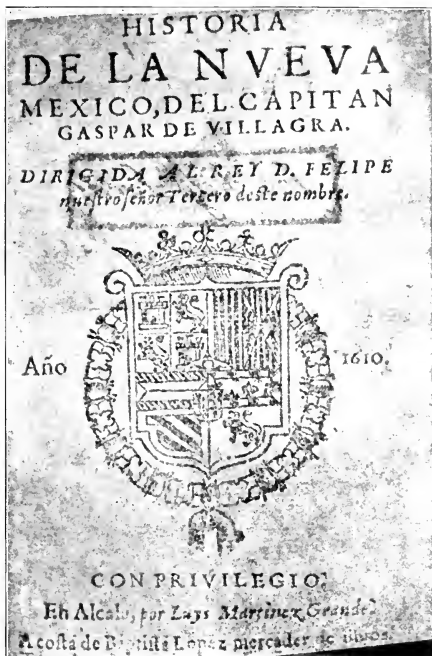 HISTORIA
DE LA NVEVA
MEXICO, DEL CAPITAN
GASPAR DE VILLAGRA.
DIRIGIDA AL REY D. FELIPE
nuestro señor Tercero deste nombre.
Año 1610.
CON PRIVILEGIO.
En Alcala, por Luys Martinez Grande.
A costa de Baptista Lopez mercader de libros.